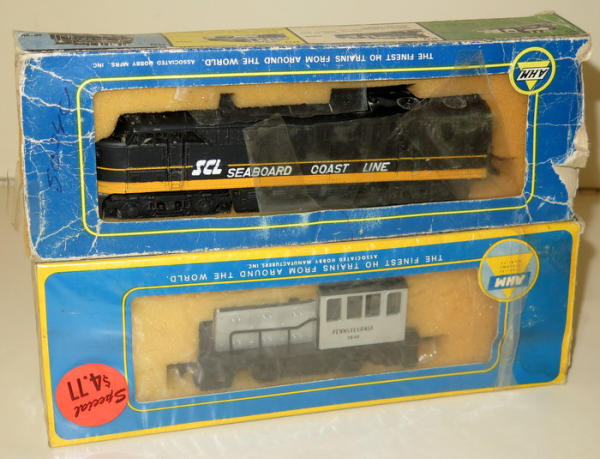 THE FINEST HO TRAINS FROM AROUND THE WORLD.
ASSOCIATED HOBBY MFRS., INC.
AHM
SCL SEABOARD COAST LINE
THE FINEST HO TRAINS FROM AROUND THE WORLD.
ASSOCIATED HOBBY MANUFACTURERS INC.
AHM
PENNSYLVANIA
Special
$4.77